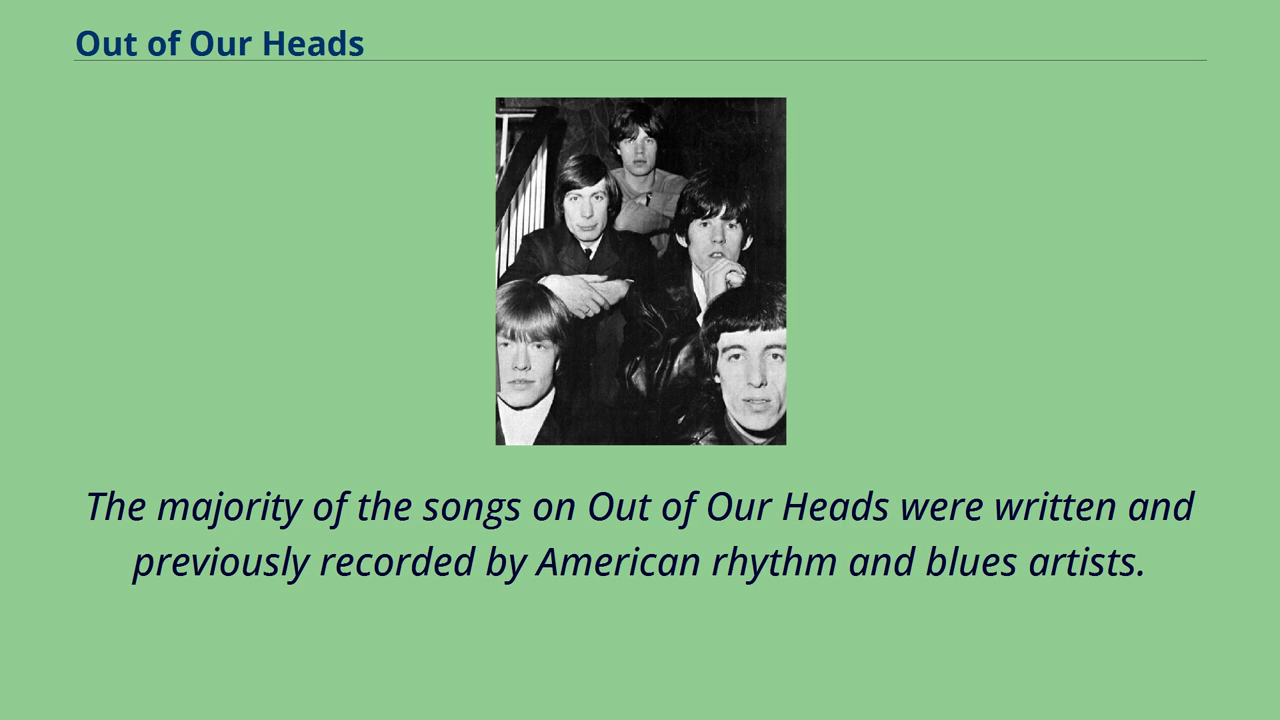 Out of Our Heads
The majority of the songs on Out of Our Heads were written and
previously recorded by American rhythm and blues artists.